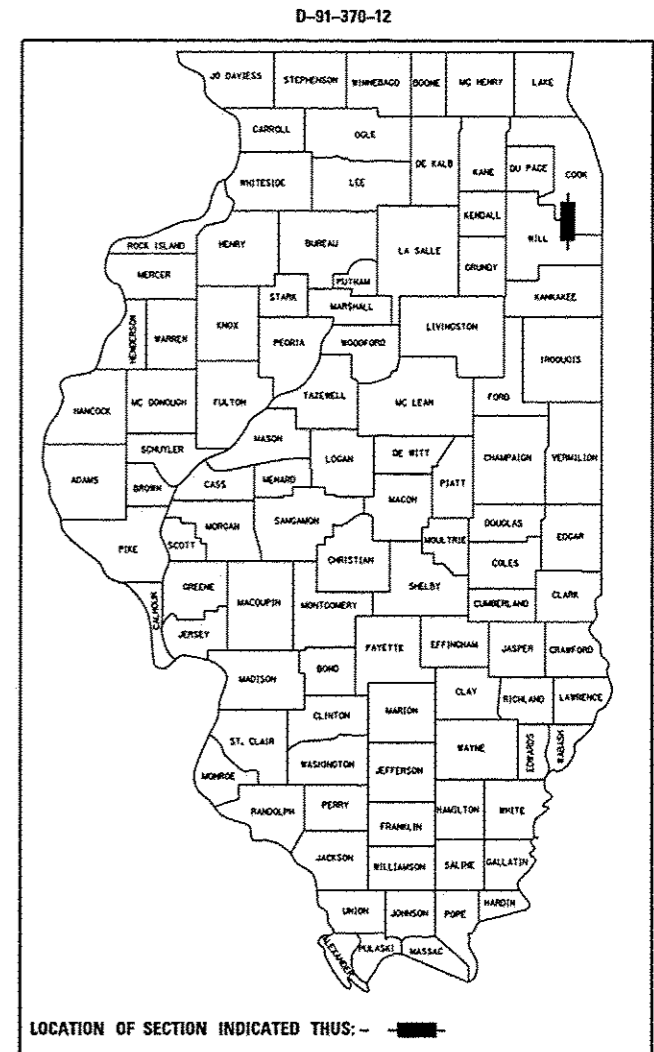 D-91-370-12
JO DAVIESS STEPHENSON WINNEBAGO BOONE MC HENRY LAKE
CARROLL OGLE
DE KALB KANE DU PAGE COOK
WHITESIDE LEE
KENDALL WILL
ROCK ISLAND HENRY BUREAU LA SALLE
MERCER PUTNAM GRUNDY
STARK MARSHALL KANKAKEE
HENDERSON WARREN KNOX PEORIA WOODFORD LIVINGSTON IROQUOIS
HANCOCK MC DONOUGH FULTON TAZEWELL MC LEAN FORD
SCHUYLER MASON LOGAN DE WITT CHAMPAIGN VERMILION
ADAMS BROWN CASS MENARD MACON PIATT
PIKE SCOTT MORGAN SANGAMON MOULTRIE DOUGLAS EDGAR
CHRISTIAN COLES
CALHOUN GREENE MACOUPIN MONTGOMERY SHELBY CUMBERLAND CLARK
JERSEY
FAYETTE EFFINGHAM JASPER CRAWFORD
MADISON BOND CLAY
RICHLAND LAWRENCE
CLINTON MARION
ST. CLAIR WAYNE EDWARDS WABASH
MONROE WASHINGTON JEFFERSON
RANDOLPH PERRY HAMILTON WHITE
FRANKLIN
JACKSON WILLIAMSON SALINE GALLATIN
UNION JOHNSON POPE HARDIN
ALEXANDER PULASKI MASSAC
LOCATION OF SECTION INDICATED THUS: -